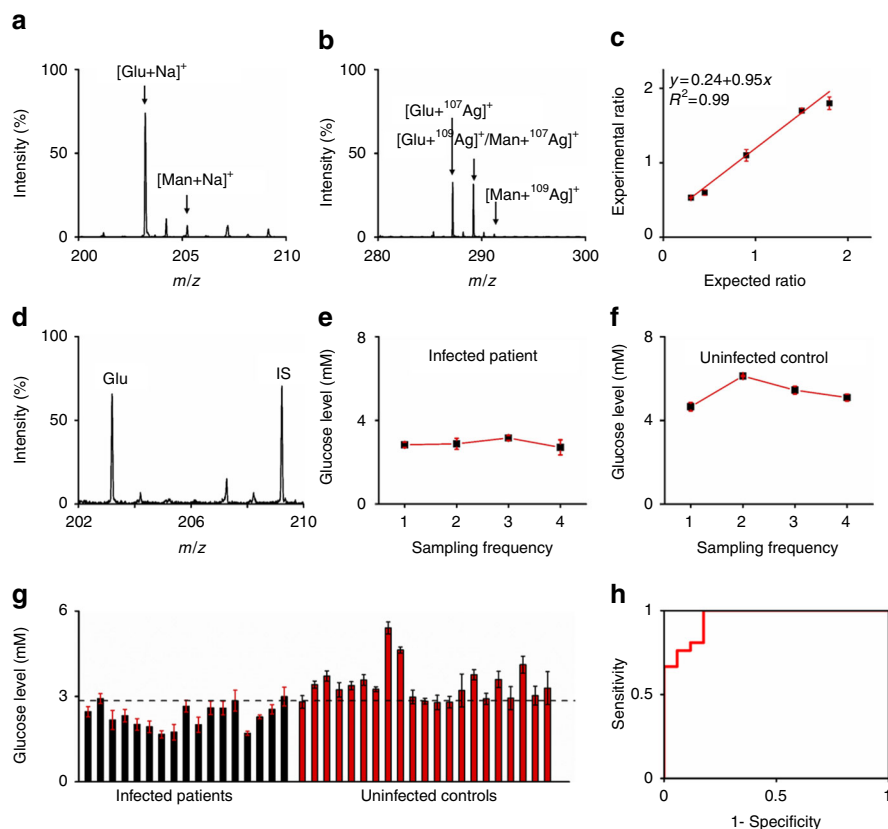 a
[Glu+Na]⁺
[Man+Na]⁺
100
50
0
Intensity (%)
200
205
210
m/z
b
[Glu+¹⁰⁷Ag]⁺
[Glu+¹⁰⁹Ag]⁺/Man+¹⁰⁷Ag]⁺
[Man+¹⁰⁹Ag]⁺
100
50
0
Intensity (%)
280
290
300
m/z
c
y=0.24+0.95x
R²=0.99
2
1
0
Experimental ratio
0
1
2
Expected ratio
d
Glu
IS
100
50
0
Intensity (%)
202
206
210
m/z
e
Infected patient
8
4
0
Glucose level (mM)
1
2
3
4
Sampling frequency
f
Uninfected control
8
4
0
Glucose level (mM)
1
2
3
4
Sampling frequency
g
6
3
0
Glucose level (mM)
Infected patients
Uninfected controls
h
1
0.5
0
Sensitivity
0
0.5
1
1- Specificity